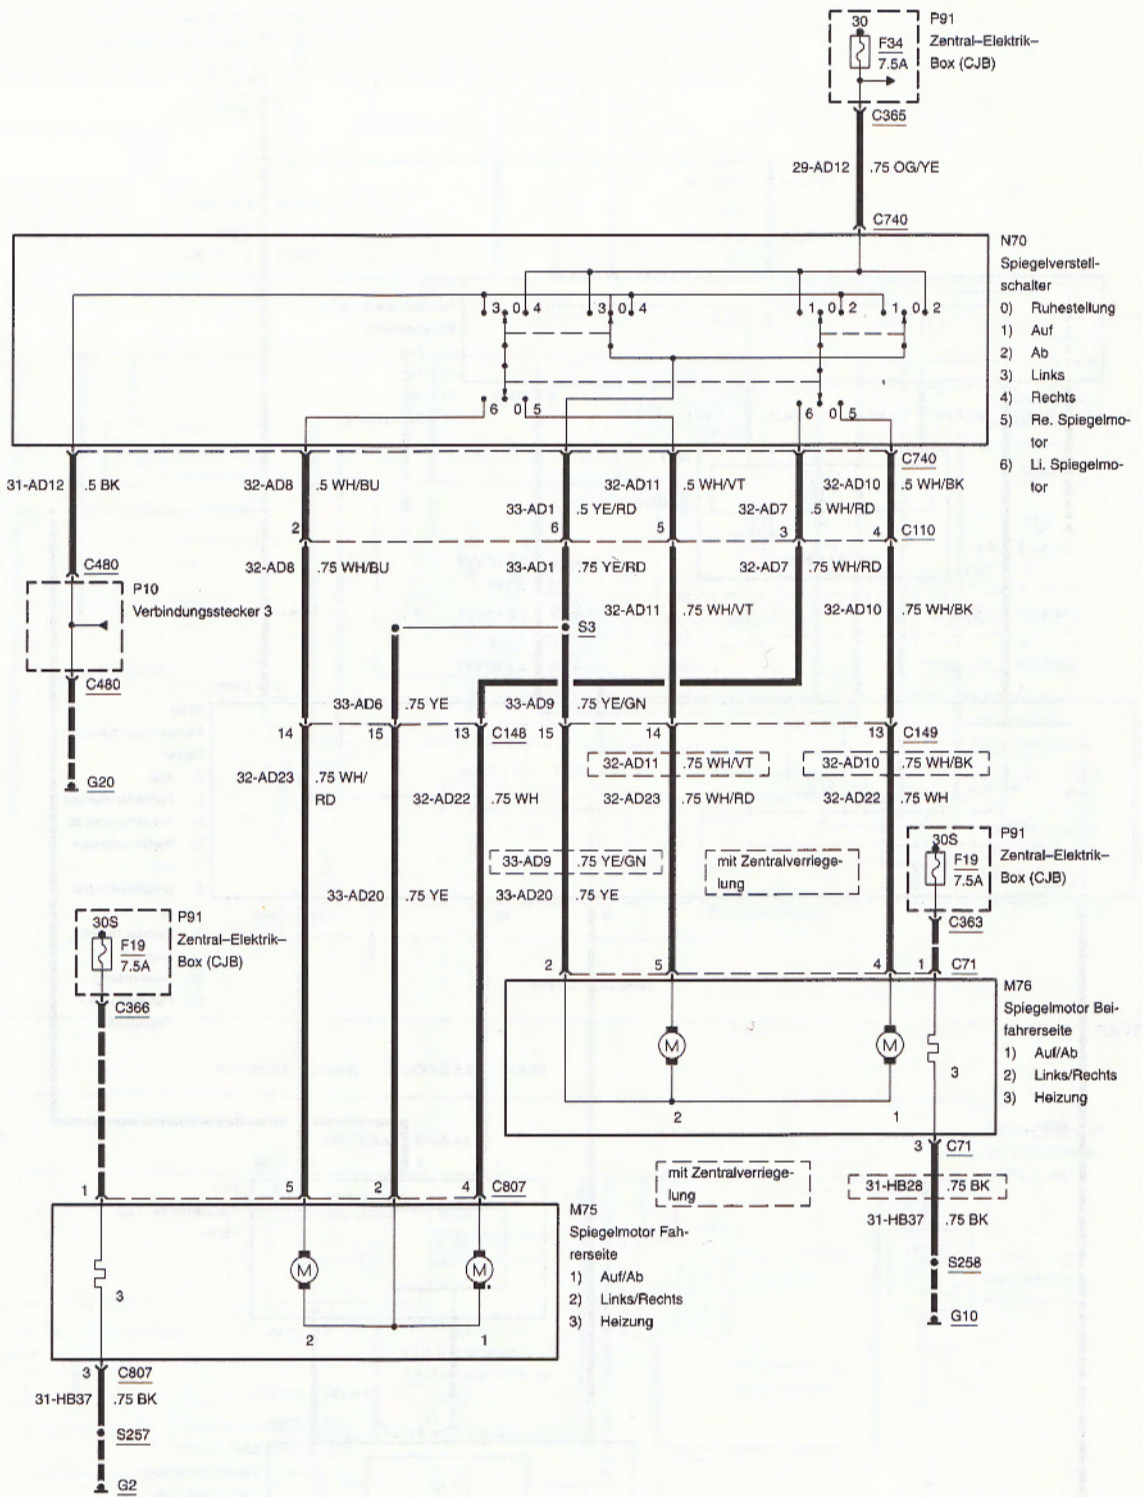 30
F34
7.5A
P91
Zentral–Elektrik–
Box (CJB)
C365
29-AD12 .75 OG/YE
C740
N70
Spiegelverstell-
schalter
0) Ruhestellung
1) Auf
2) Ab
3) Links
4) Rechts
5) Re. Spiegelmo-
tor
6) Li. Spiegelmo-
tor
3 0 4 3 0 4 1 0 2 1 0 2
6 0 5 6 0 5
C740
31-AD12 .5 BK 32-AD8 .5 WH/BU 32-AD11 .5 WH/VT 32-AD10 .5 WH/BK
33-AD1 .5 YE/RD 32-AD7 .5 WH/RD
2 6 5 3 4 C110
C480
P10
Verbindungsstecker 3
32-AD8 .75 WH/BU 33-AD1 .75 YE/RD 32-AD7 .75 WH/RD
32-AD11 .75 WH/VT 32-AD10 .75 WH/BK
S3
C480
33-AD6 .75 YE 33-AD9 .75 YE/GN
14 15 13 C148 15 14 13 C149
G20
32-AD11 .75 WH/VT 32-AD10 .75 WH/BK
32-AD23 .75 WH/
RD
32-AD22 .75 WH 32-AD23 .75 WH/RD 32-AD22 .75 WH
30S
F19
7.5A
P91
Zentral–Elektrik–
Box (CJB)
33-AD9 .75 YE/GN
mit Zentralverriege-
lung
33-AD20 .75 YE 33-AD20 .75 YE
30S
F19
7.5A
P91
Zentral–Elektrik–
Box (CJB)
C363
2 5 4 1 C71
C366
M76
Spiegelmotor Bei-
fahrerseite
1) Auf/Ab
2) Links/Rechts
3) Heizung
M M 3
2 1
3 C71
mit Zentralverriege-
lung
31-HB28 .75 BK
31-HB37 .75 BK
1 5 2 4 C807
M75
Spiegelmotor Fah-
rerseite
1) Auf/Ab
2) Links/Rechts
3) Heizung
S258
G10
M M
3
2 1
3 C807
31-HB37 .75 BK
S257
G2